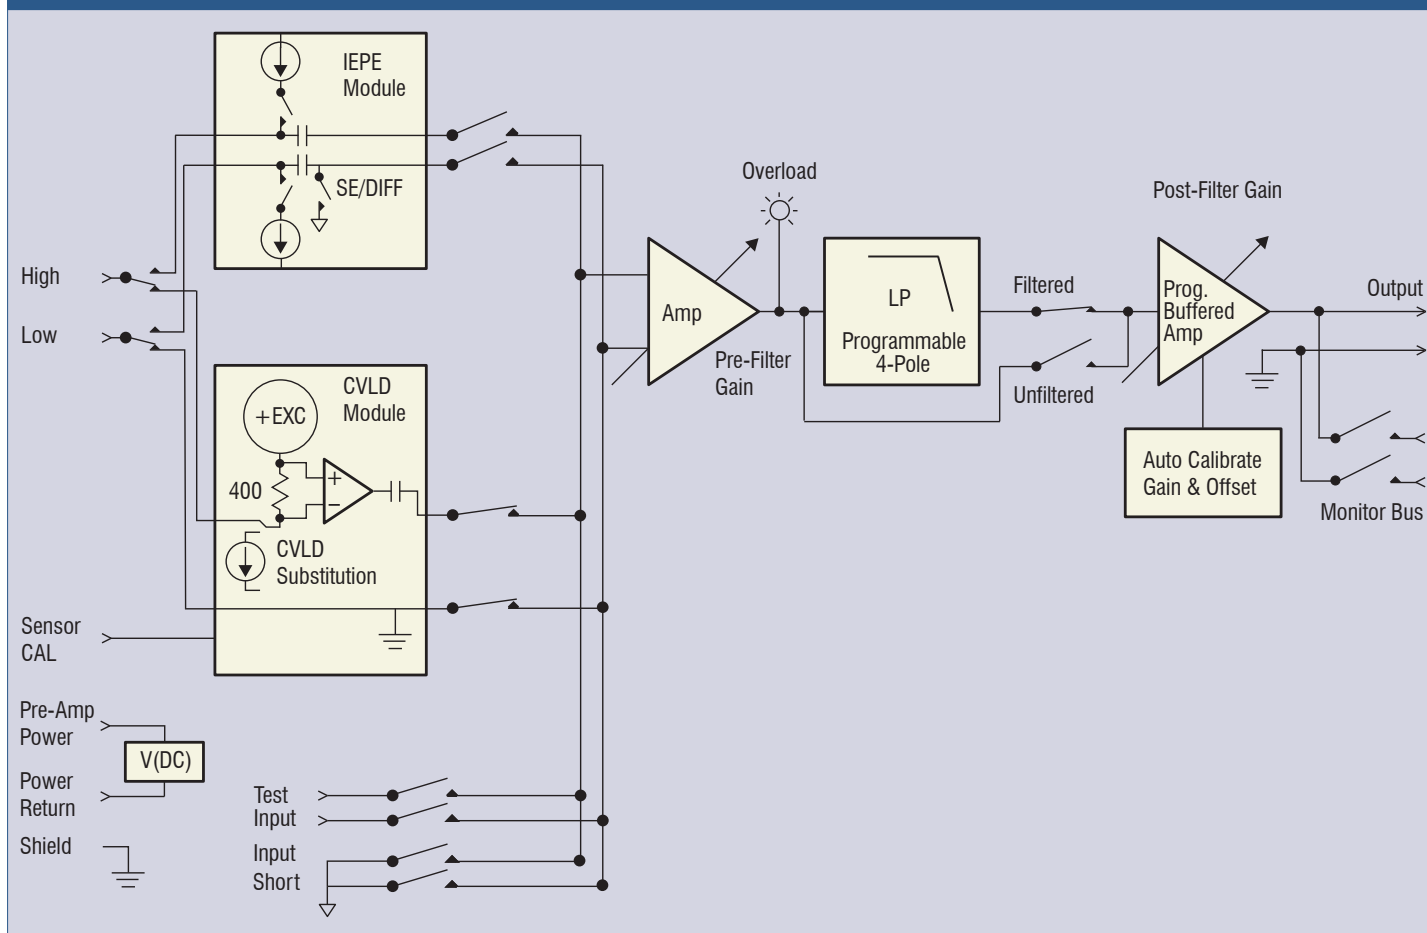 IEPE
Module
SE/DIFF
High
Low
CVLD
Module
+EXC
400
+
−
CVLD
Substitution
Sensor
CAL
Pre-Amp
Power
V(DC)
Power
Return
Shield
Test
Input
Input
Short
Overload
Amp
Pre-Filter
Gain
LP
Programmable
4-Pole
Filtered
Unfiltered
Post-Filter Gain
Prog.
Buffered
Amp
Auto Calibrate
Gain & Offset
Output
Monitor Bus